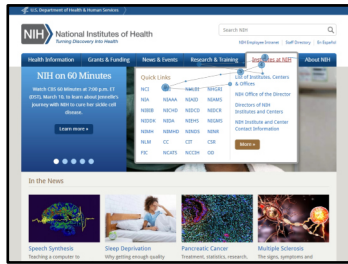 U.S. Department of Health & Human Services
NIH National Institutes of Health
Turning Discovery Into Health
Search NIH
NIH Employee Intranet Staff Directory En Español
Health Information Grants & Funding News & Events Research & Training Institutes at NIH About NIH
NIH on 60 Minutes
Watch CBS 60 Minutes at 7:00 p.m. ET
(EDT), March 10, to learn about Jennelle's
journey with NIH to cure her sickle cell
disease.
Learn more »
Quick Links
NCI NHLBI NHGRI
NIA NIAAA NIAID NIAMS
NIBIB NICHD NIDCD NIDCR
NIDDK NIDA NIEHS NIGMS
NIMH NIMHD NINDS NINR
NLM CC CIT CSR
FIC NCATS NCCIH OD
List of Institutes, Centers
& Offices
NIH Office of the Director
Directors of NIH
Institutes and Centers
NIH Institute and Center
Contact Information
More »
In the News
Speech Synthesis
Teaching a computer to
Sleep Deprivation
Why getting enough quality
Pancreatic Cancer
Treatment, statistics, research,
Multiple Sclerosis
The signs, symptoms and